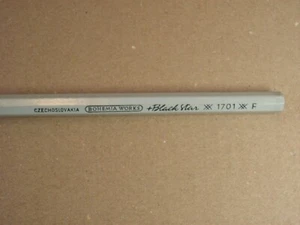 CZECHOSLOVAKIA BOHEMIA WORKS +Black Star 1701 F